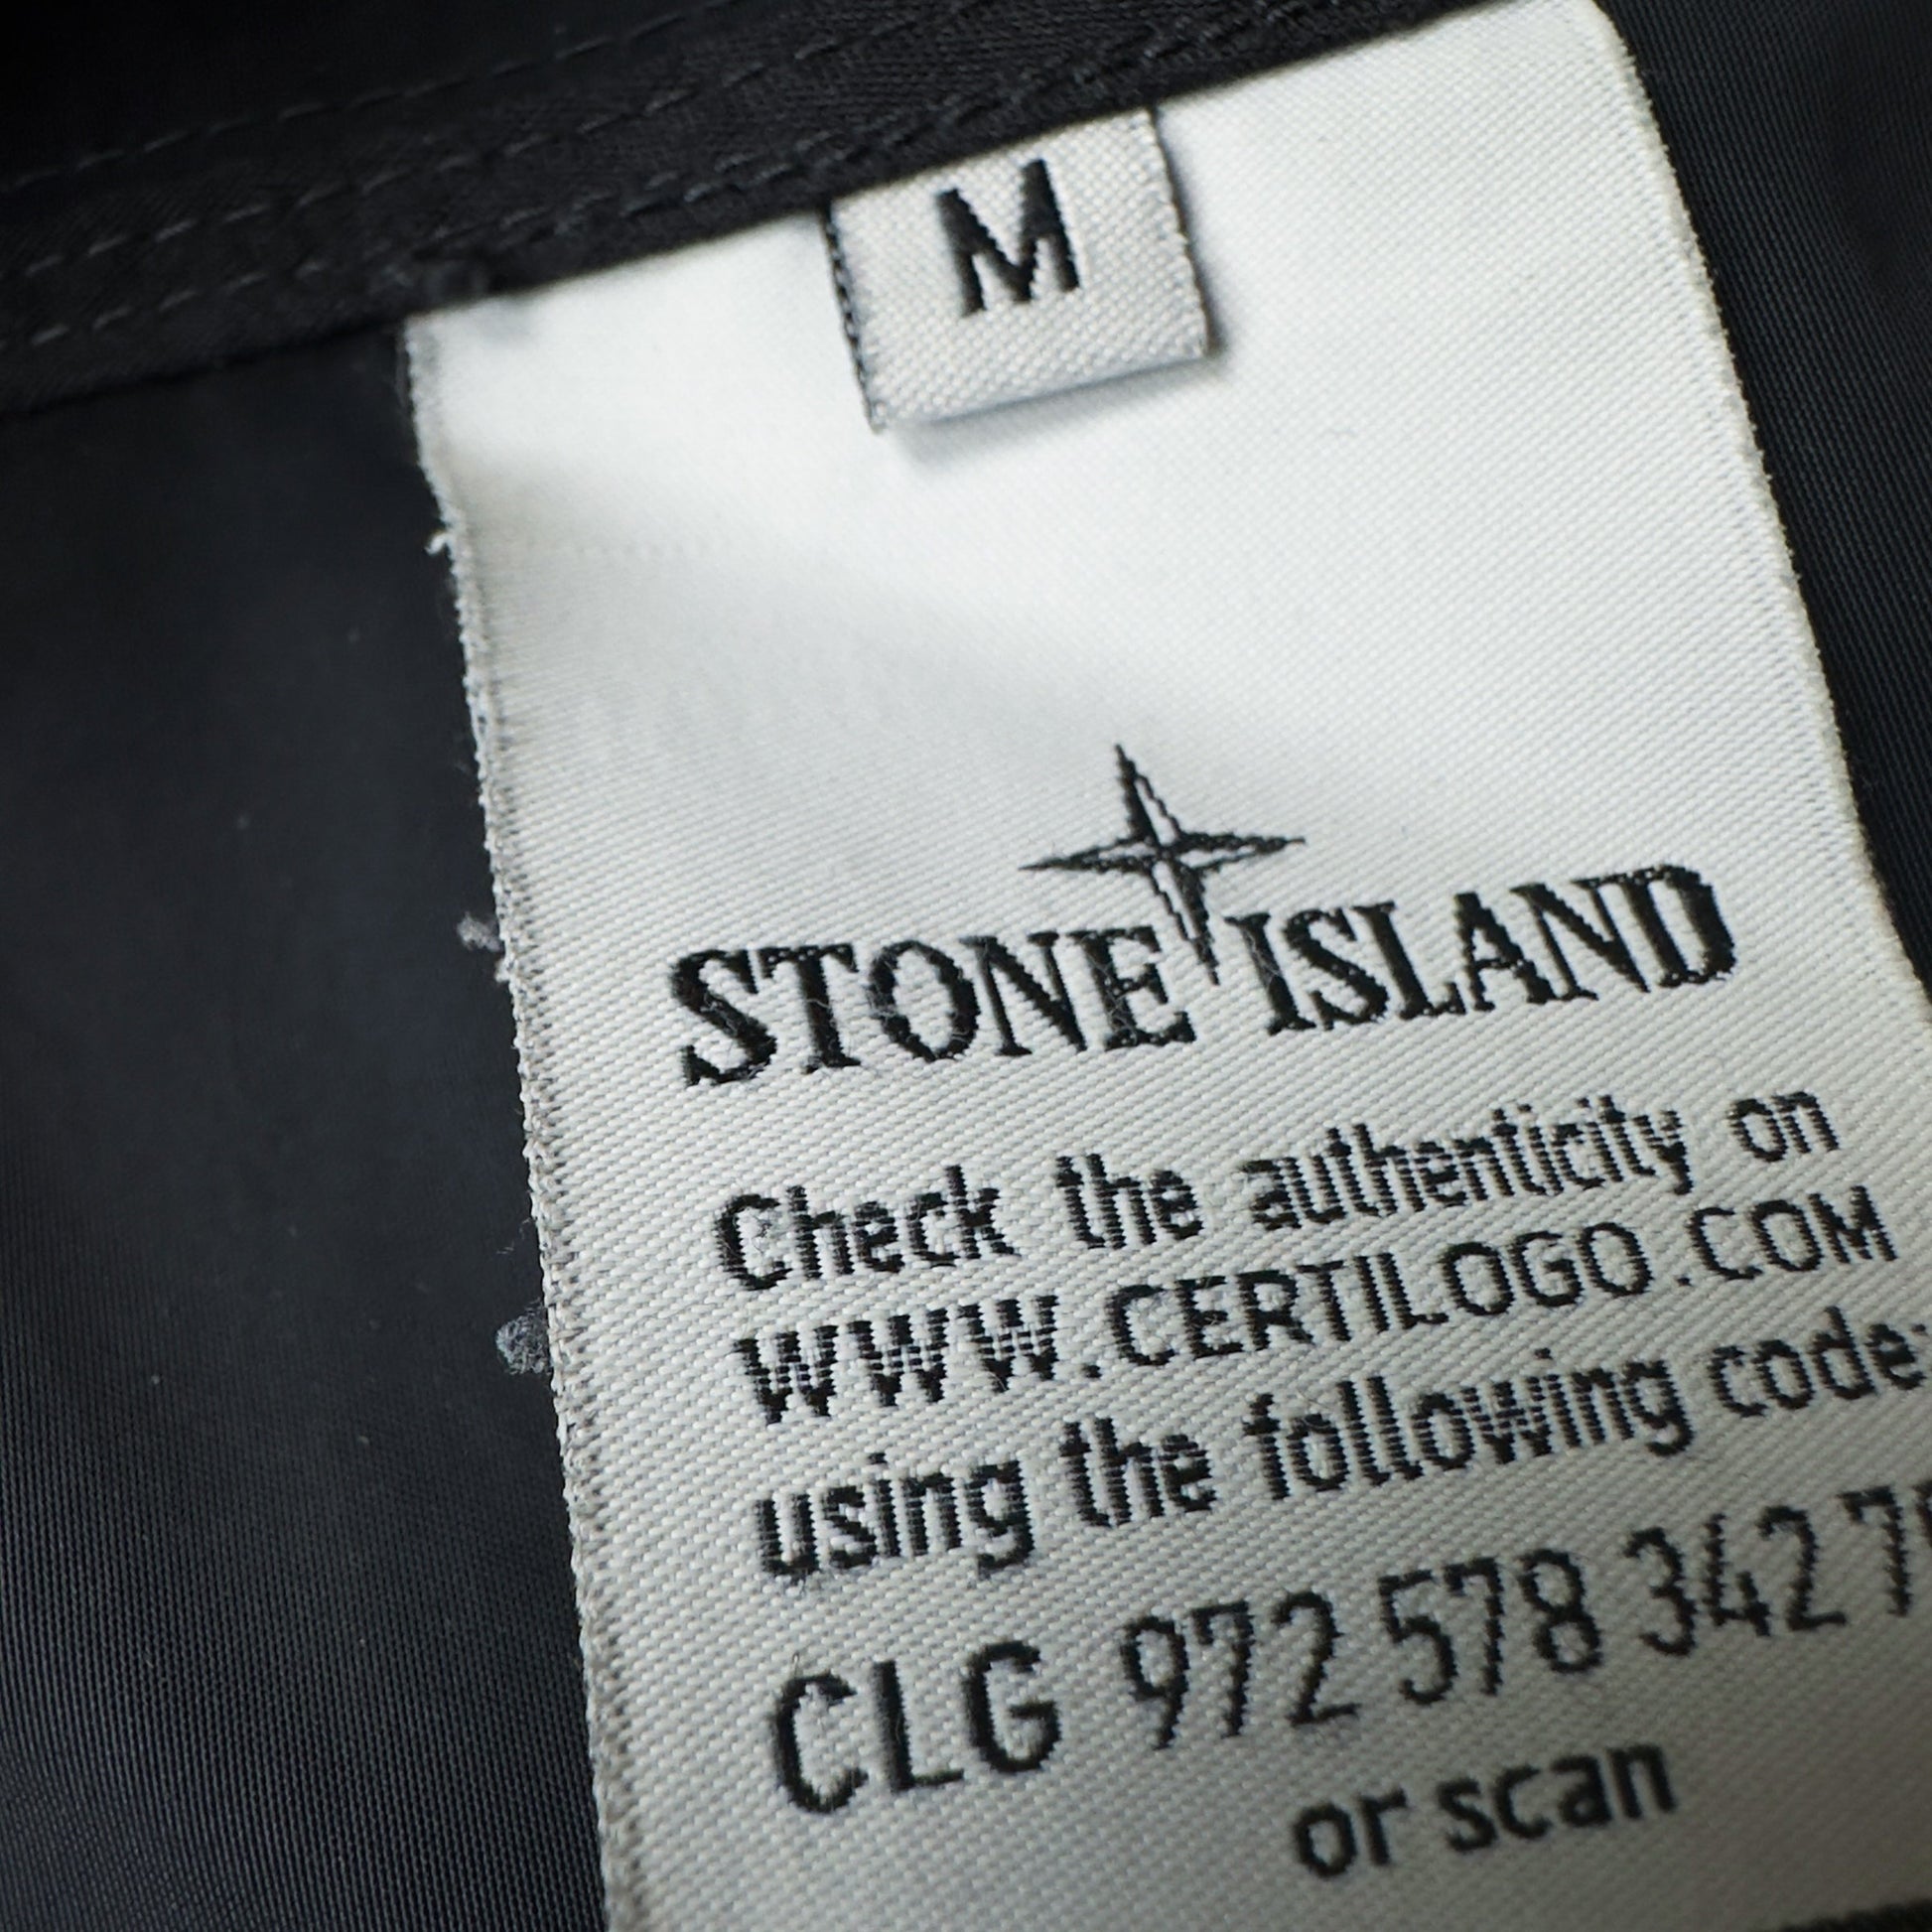 M
STONE ISLAND
Check the authenticity on
WWW.CERTILOGO.COM
using the following code:
CLG 972 578 342 7
or scan